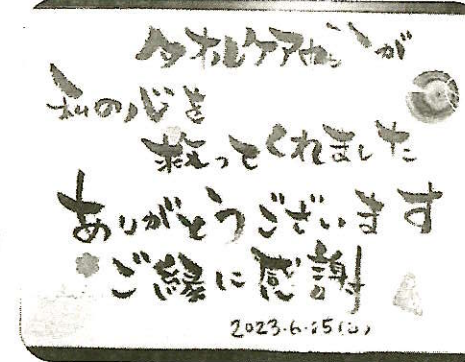 タオルケアが
私の心を
救ってくれました
ありがとうございます
ご縁に感謝
2023.6.15